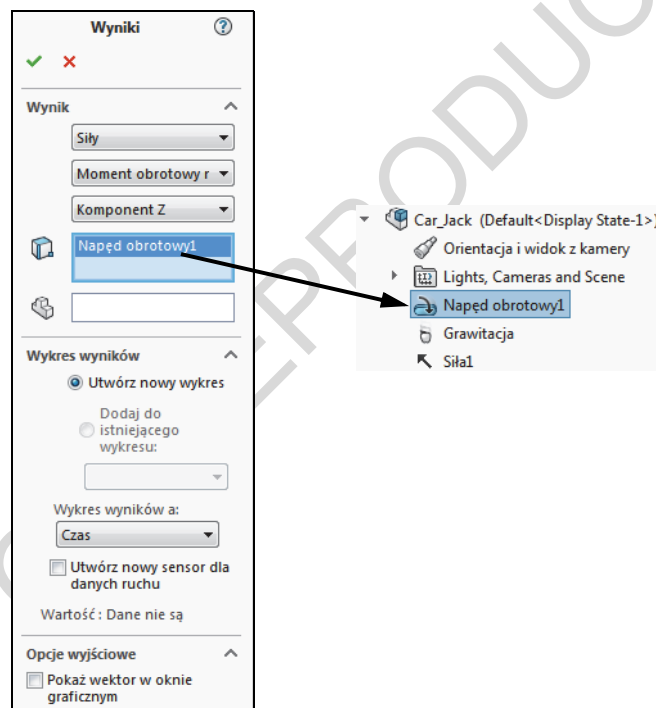 Wyniki
Wynik
Siły
Moment obrotowy r
Komponent Z
Napęd obrotowy1
Wykres wyników
Utwórz nowy wykres
Dodaj do
istniejącego
wykresu:
Wykres wyników a:
Czas
Utwórz nowy sensor dla
danych ruchu
Wartość : Dane nie są
Opcje wyjściowe
Pokaż wektor w oknie
graficznym
Car_Jack (Default<Display State-1>)
Orientacja i widok z kamery
Lights, Cameras and Scene
Napęd obrotowy1
Grawitacja
Siła1